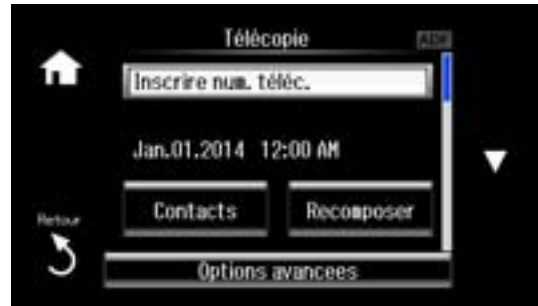 Télécopie
ADF
Inscrire num. téléc.
Jan.01.2014 12:00 AM
Contacts Recomposer
Retour
Options avancees